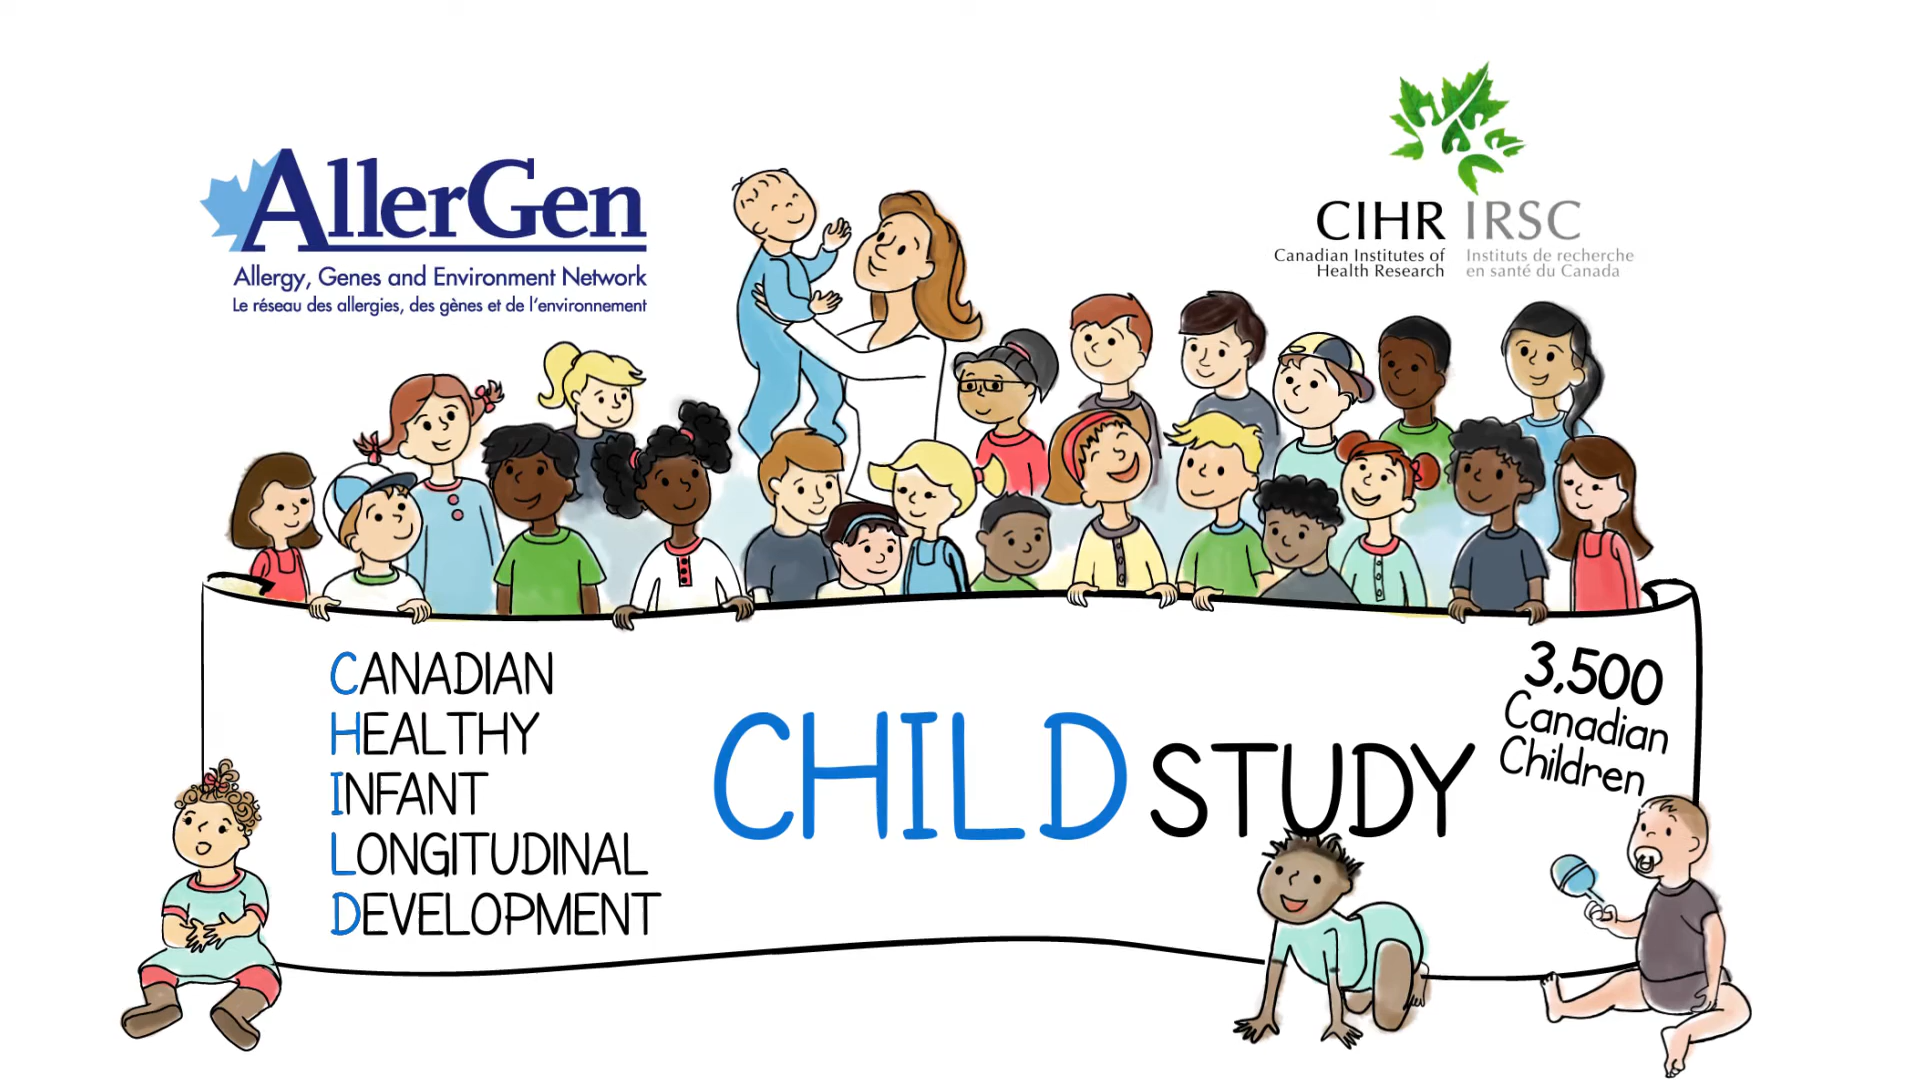 AllerGen
Allergy, Genes and Environment Network
Le réseau des allergies, des gènes et de l'environnement
CIHR IRSC
Canadian Institutes of Health Research
Instituts de recherche en santé du Canada
CANADIAN
HEALTHY
INFANT
LONGITUDINAL
DEVELOPMENT
CHILD STUDY
3,500
Canadian
Children